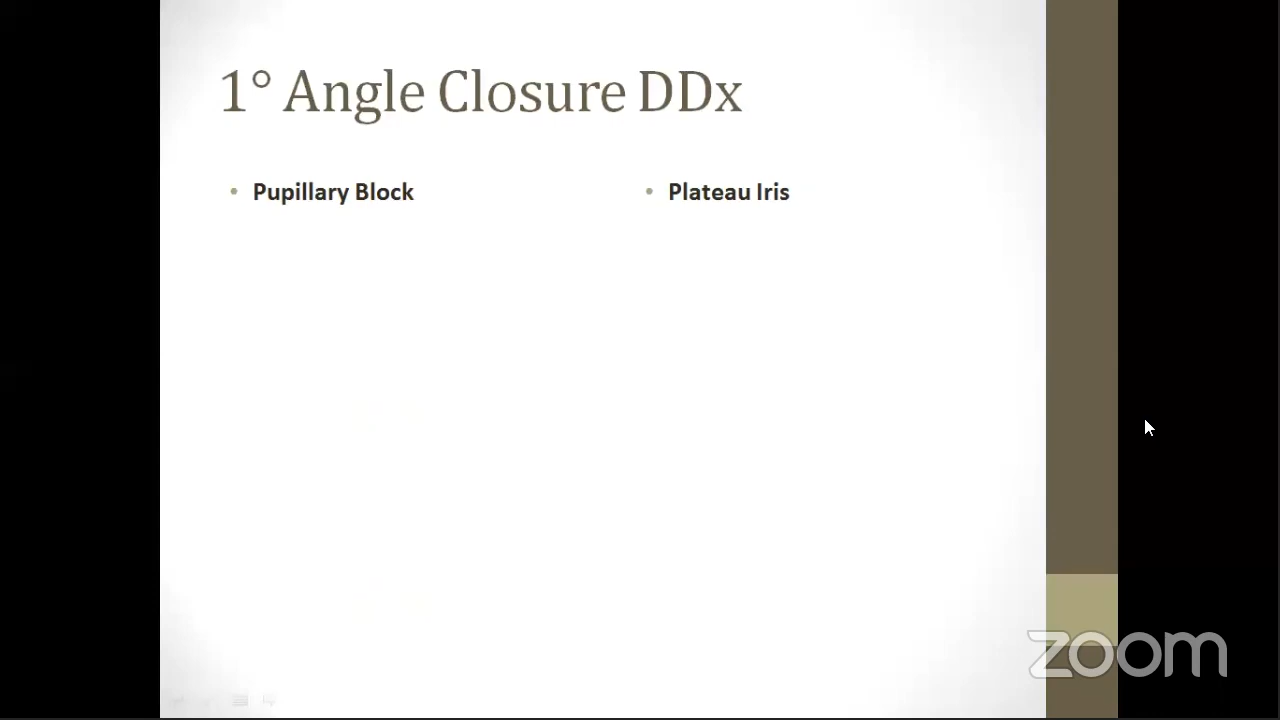 1° Angle Closure DDx
• Pupillary Block
• Plateau Iris
zoom